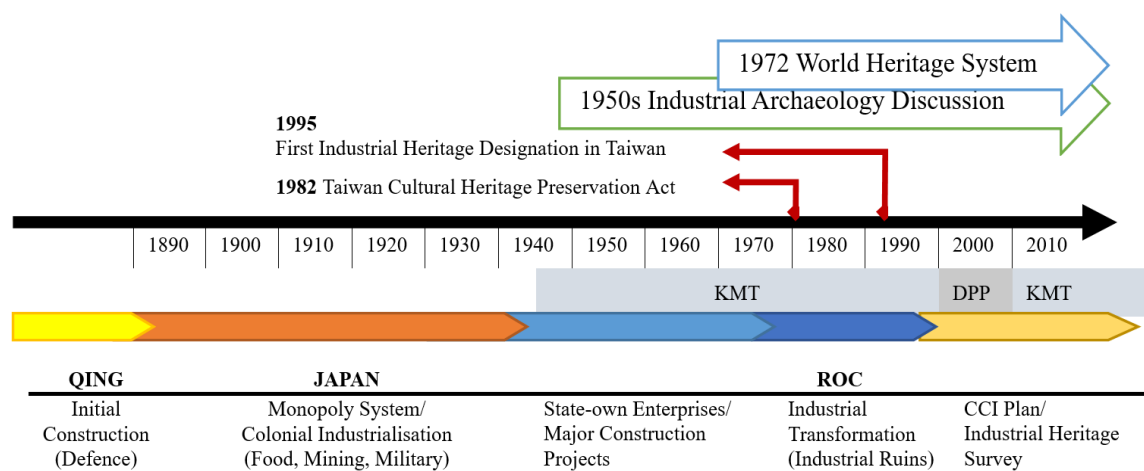 1972 World Heritage System
1950s Industrial Archaeology Discussion
1995
First Industrial Heritage Designation in Taiwan
1982 Taiwan Cultural Heritage Preservation Act
1890 1900 1910 1920 1930 1940 1950 1960 1970 1980 1990 2000 2010
KMT DPP KMT
QING JAPAN ROC
Initial
Construction
(Defence)
Monopoly System/
Colonial Industrialisation
(Food, Mining, Military)
State-own Enterprises/
Major Construction
Projects
Industrial
Transformation
(Industrial Ruins)
CCI Plan/
Industrial Heritage
Survey